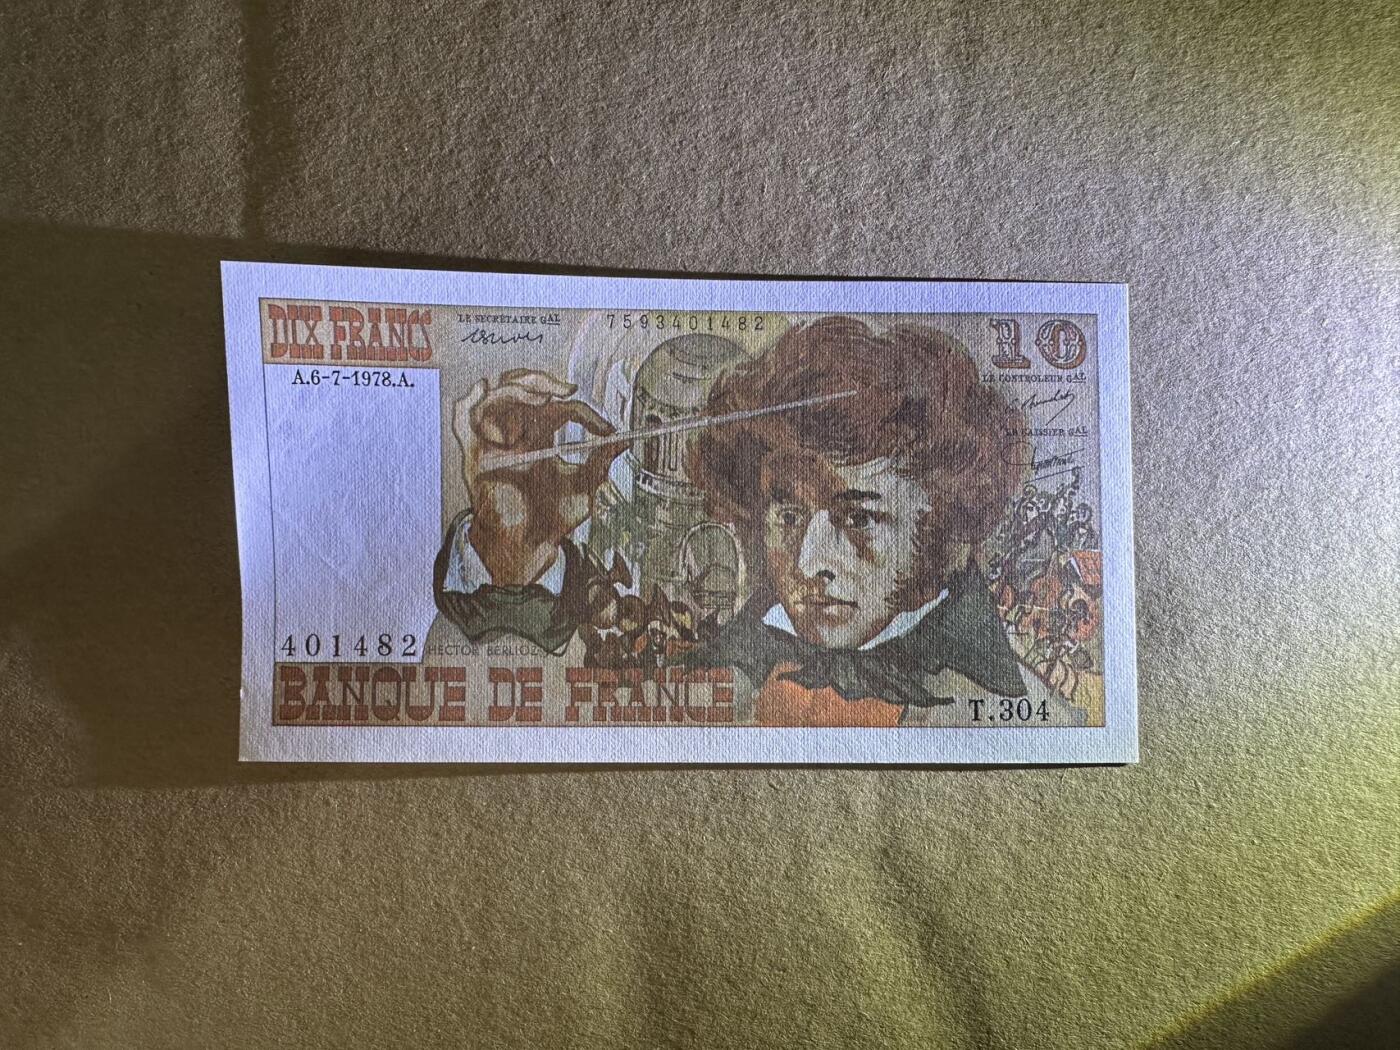 DIX FRANCS
A.6-7-1978.A.
LE SECRÉTAIRE GAL
7593401482
10
LE CONTROLEUR GAL
LE CAISSIER GAL
401482
HECTOR BERLIOZ
BANQUE DE FRANCE
T.304